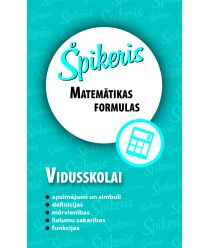 Špikeris
MATEMĀTIKAS
FORMULAS
VIDUSSKOLAI
• apzīmējumi un simboli
• definīcijas
• mērvienības
• lielumu sakarības
• funkcijas